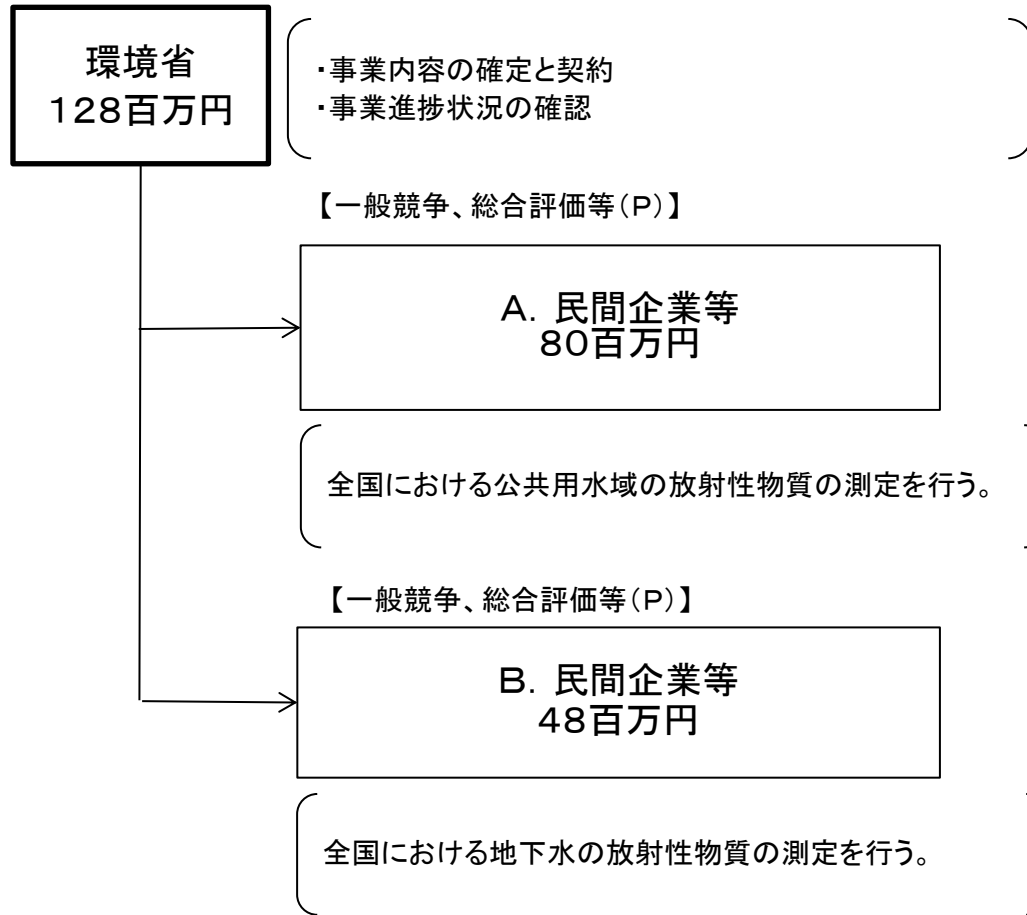 環境省
128百万円
・事業内容の確定と契約
・事業進捗状況の確認
【一般競争、総合評価等(P)】
A. 民間企業等
80百万円
全国における公共用水域の放射性物質の測定を行う。
【一般競争、総合評価等(P)】
B. 民間企業等
48百万円
全国における地下水の放射性物質の測定を行う。